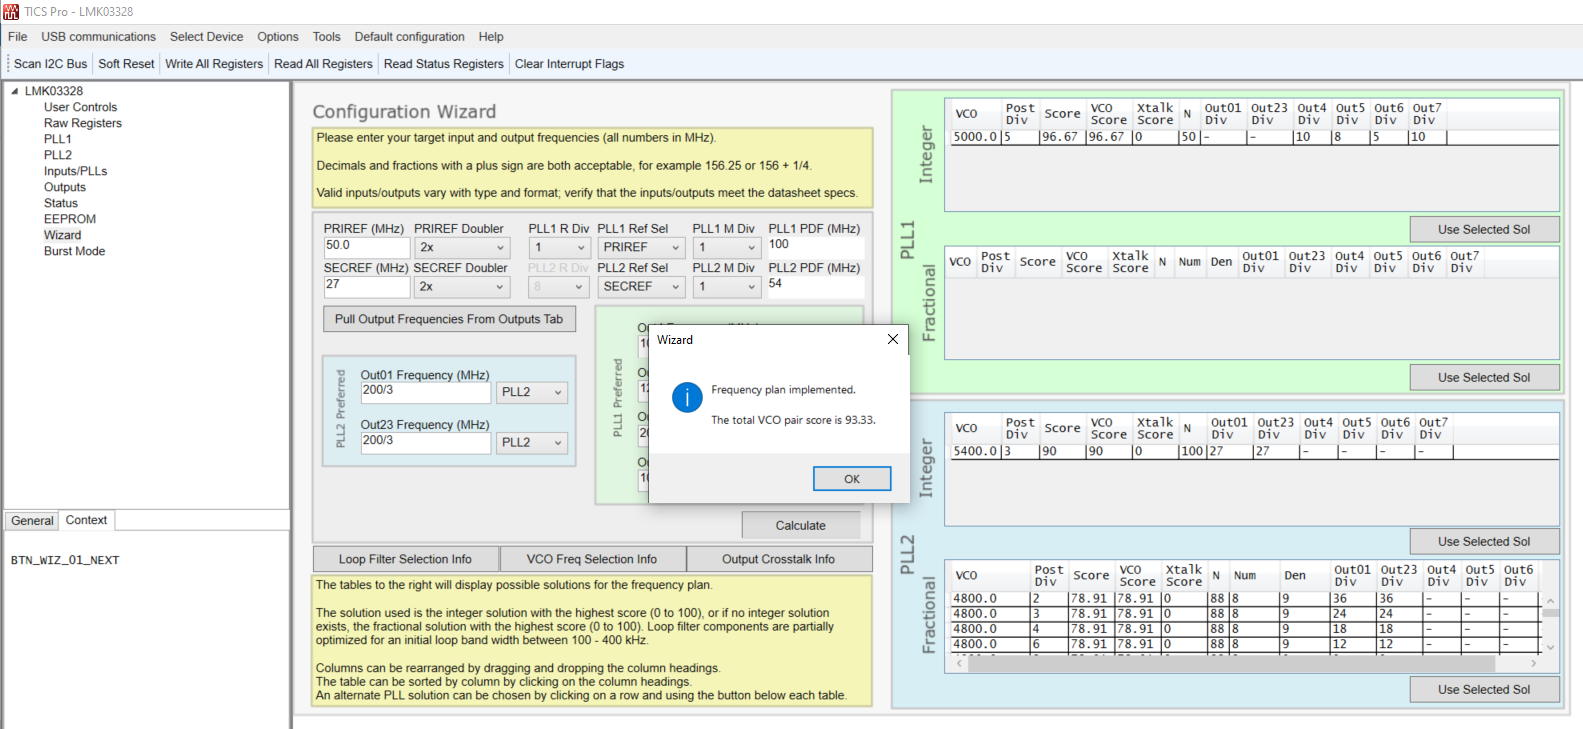 TICS Pro - LMK03328
File USB communications Select Device Options Tools Default configuration Help
Scan I2C Bus Soft Reset Write All Registers Read All Registers Read Status Registers Clear Interrupt Flags
LMK03328
User Controls
Raw Registers
PLL1
PLL2
Inputs/PLLs
Outputs
Status
EEPROM
Wizard
Burst Mode
General Context
BTN_WIZ_01_NEXT
Configuration Wizard
Please enter your target input and output frequencies (all numbers in MHz).
Decimals and fractions with a plus sign are both acceptable, for example 156.25 or 156 + 1/4.
Valid inputs/outputs vary with type and format; verify that the inputs/outputs meet the datasheet specs.
PRIREF (MHz) PRIREF Doubler PLL1 R Div PLL1 Ref Sel PLL1 M Div PLL1 PDF (MHz)
50.0 2x 1 PRIREF 1 100
SECREF (MHz) SECREF Doubler PLL2 R Div PLL2 Ref Sel PLL2 M Div PLL2 PDF (MHz)
27 2x 8 SECREF 1 54
Pull Output Frequencies From Outputs Tab
PLL2 Preferred
Out01 Frequency (MHz)
200/3 PLL2
Out23 Frequency (MHz)
200/3 PLL2
PLL1 Preferred
Wizard
Frequency plan implemented.
The total VCO pair score is 93.33.
OK
Calculate
Loop Filter Selection Info VCO Freq Selection Info Output Crosstalk Info
The tables to the right will display possible solutions for the frequency plan.
The solution used is the integer solution with the highest score (0 to 100), or if no integer solution
exists, the fractional solution with the highest score (0 to 100). Loop filter components are partially
optimized for an initial loop band width between 100 - 400 kHz.
Columns can be rearranged by dragging and dropping the column headings.
The table can be sorted by column by clicking on the column headings.
An alternate PLL solution can be chosen by clicking on a row and using the button below each table.
PLL1
Integer
VCO Post Div Score VCO Score Xtalk Score N Out01 Div Out23 Div Out4 Div Out5 Div Out6 Div Out7 Div
5000.0 5 96.67 96.67 0 50 - - 10 8 5 10
Use Selected Sol
Fractional
VCO Post Div Score VCO Score Xtalk Score N Num Den Out01 Div Out23 Div Out4 Div Out5 Div Out6 Div Out7 Div
Use Selected Sol
PLL2
Integer
VCO Post Div Score VCO Score Xtalk Score N Out01 Div Out23 Div Out4 Div Out5 Div Out6 Div Out7 Div
5400.0 3 90 90 0 100 27 27 - - - -
Use Selected Sol
Fractional
VCO Post Div Score VCO Score Xtalk Score N Num Den Out01 Div Out23 Div Out4 Div Out5 Div Out6 Div
4800.0 2 78.91 78.91 0 88 8 9 36 36 - - -
4800.0 3 78.91 78.91 0 88 8 9 24 24 - - -
4800.0 4 78.91 78.91 0 88 8 9 18 18 - - -
4800.0 6 78.91 78.91 0 88 8 9 12 12 - - -
Use Selected Sol